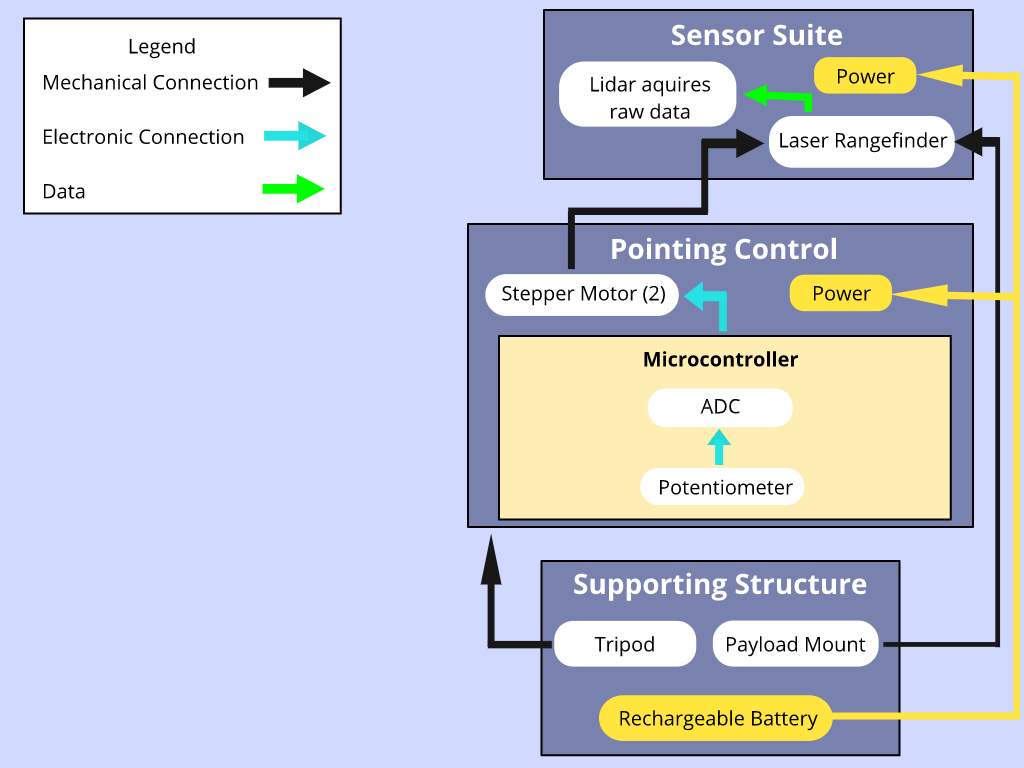 Legend
Mechanical Connection
Electronic Connection
Data
Sensor Suite
Power
Lidar aquires
raw data
Laser Rangefinder
Pointing Control
Stepper Motor (2)
Power
Microcontroller
ADC
Potentiometer
Supporting Structure
Tripod
Payload Mount
Rechargeable Battery